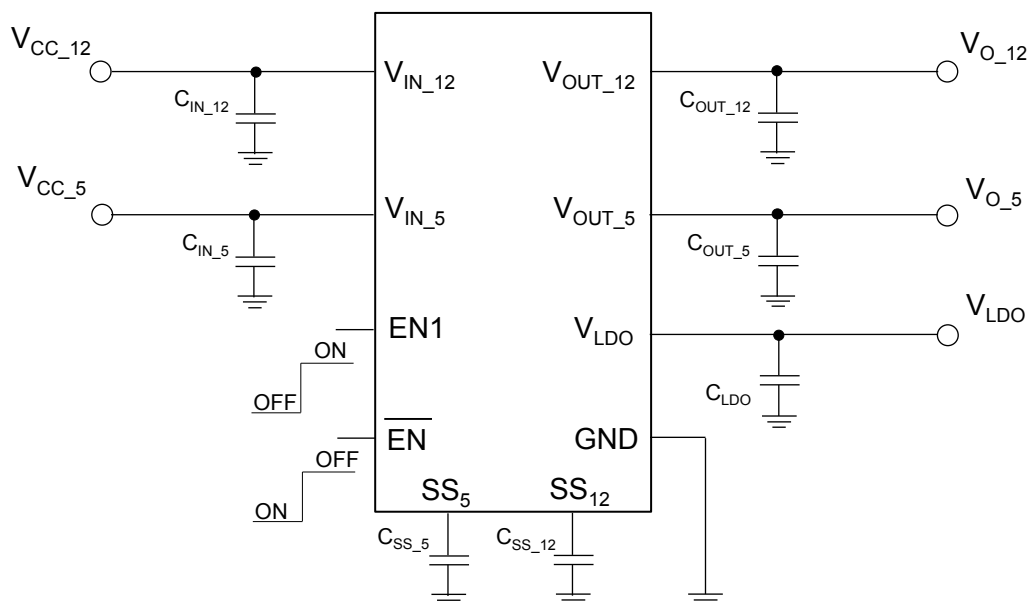 V_CC_12
V_IN_12
V_OUT_12
V_O_12
C_IN_12
C_OUT_12
V_CC_5
V_IN_5
V_OUT_5
V_O_5
C_IN_5
C_OUT_5
EN1
V_LDO
V_LDO
ON
OFF
C_LDO
EN
GND
OFF
ON
SS_5
SS_12
C_SS_5
C_SS_12